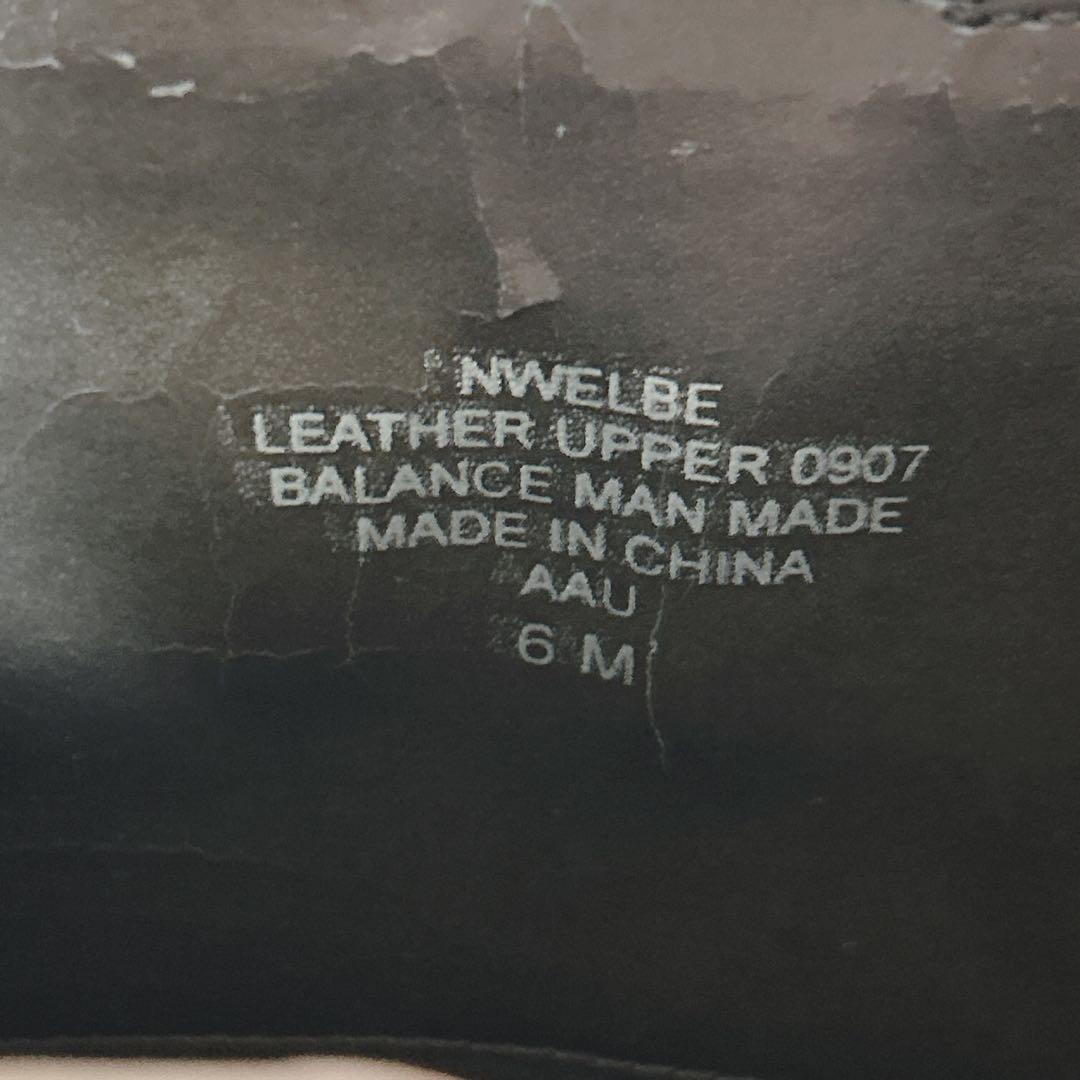 NWELBE
LEATHER UPPER 0907
BALANCE MAN MADE
MADE IN CHINA
AAU
6 M